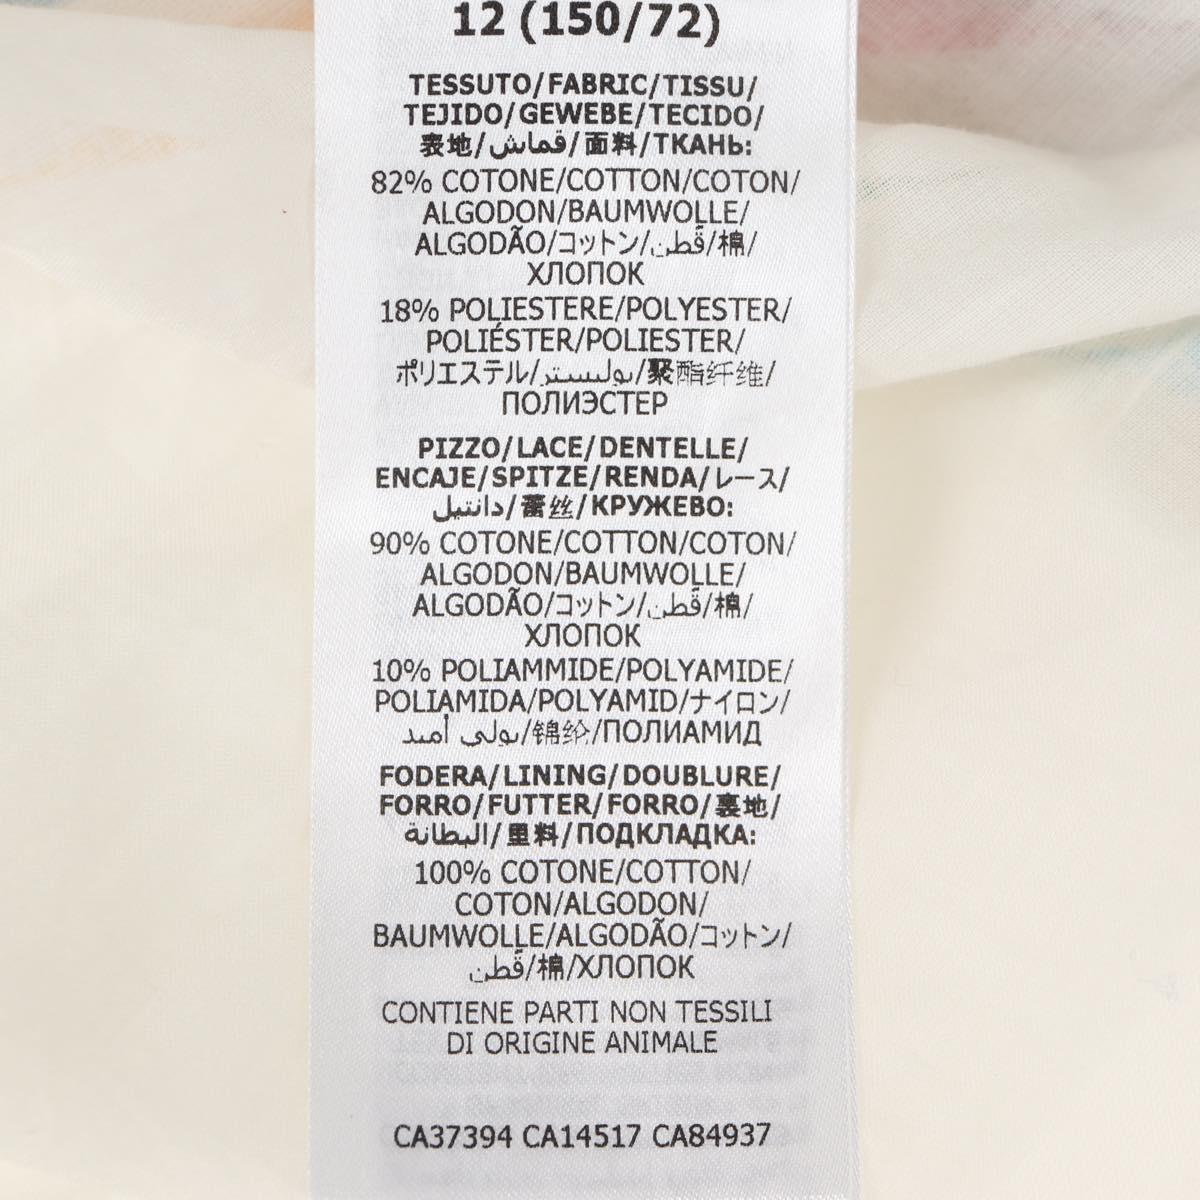 12 (150/72)
TESSUTO/FABRIC/TISSU/
TEJIDO/GEWEBE/TECIDO/
表地/قماش/面料/ТКАНЬ:
82% COTONE/COTTON/COTON/
ALGODON/BAUMWOLLE/
ALGODÃO/コットン/قطن/棉/
ХЛОПОК
18% POLIESTERE/POLYESTER/
POLIÉSTER/POLIESTER/
ポリエステル/بوليستر/聚酯纤维/
ПОЛИЭСТЕР
PIZZO/LACE/DENTELLE/
ENCAJE/SPITZE/RENDA/レース/
دانتيل/蕾丝/КРУЖЕВО:
90% COTONE/COTTON/COTON/
ALGODON/BAUMWOLLE/
ALGODÃO/コットン/قطن/棉/
ХЛОПОК
10% POLIAMMIDE/POLYAMIDE/
POLIAMIDA/POLYAMID/ナイロン/
بولي أميد/锦纶/ПОЛИАМИД
FODERA/LINING/DOUBLURE/
FORRO/FUTTER/FORRO/裏地/
البطانة/里料/ПОДКЛАДКА:
100% COTONE/COTTON/
COTON/ALGODON/
BAUMWOLLE/ALGODÃO/コットン/
قطن/棉/ХЛОПОК
CONTIENE PARTI NON TESSILI
DI ORIGINE ANIMALE
CA37394 CA14517 CA84937